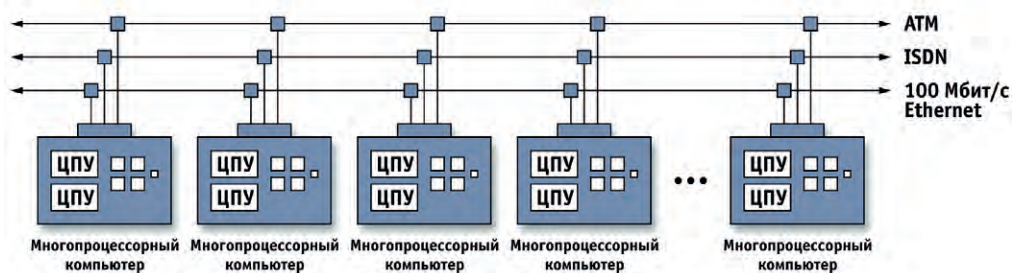 ATM
ISDN
100 Мбит/с
Ethernet
ЦПУ
ЦПУ
ЦПУ
ЦПУ
ЦПУ
ЦПУ
ЦПУ
ЦПУ
ЦПУ
ЦПУ
Многопроцессорный
компьютер
Многопроцессорный
компьютер
Многопроцессорный
компьютер
Многопроцессорный
компьютер
Многопроцессорный
компьютер